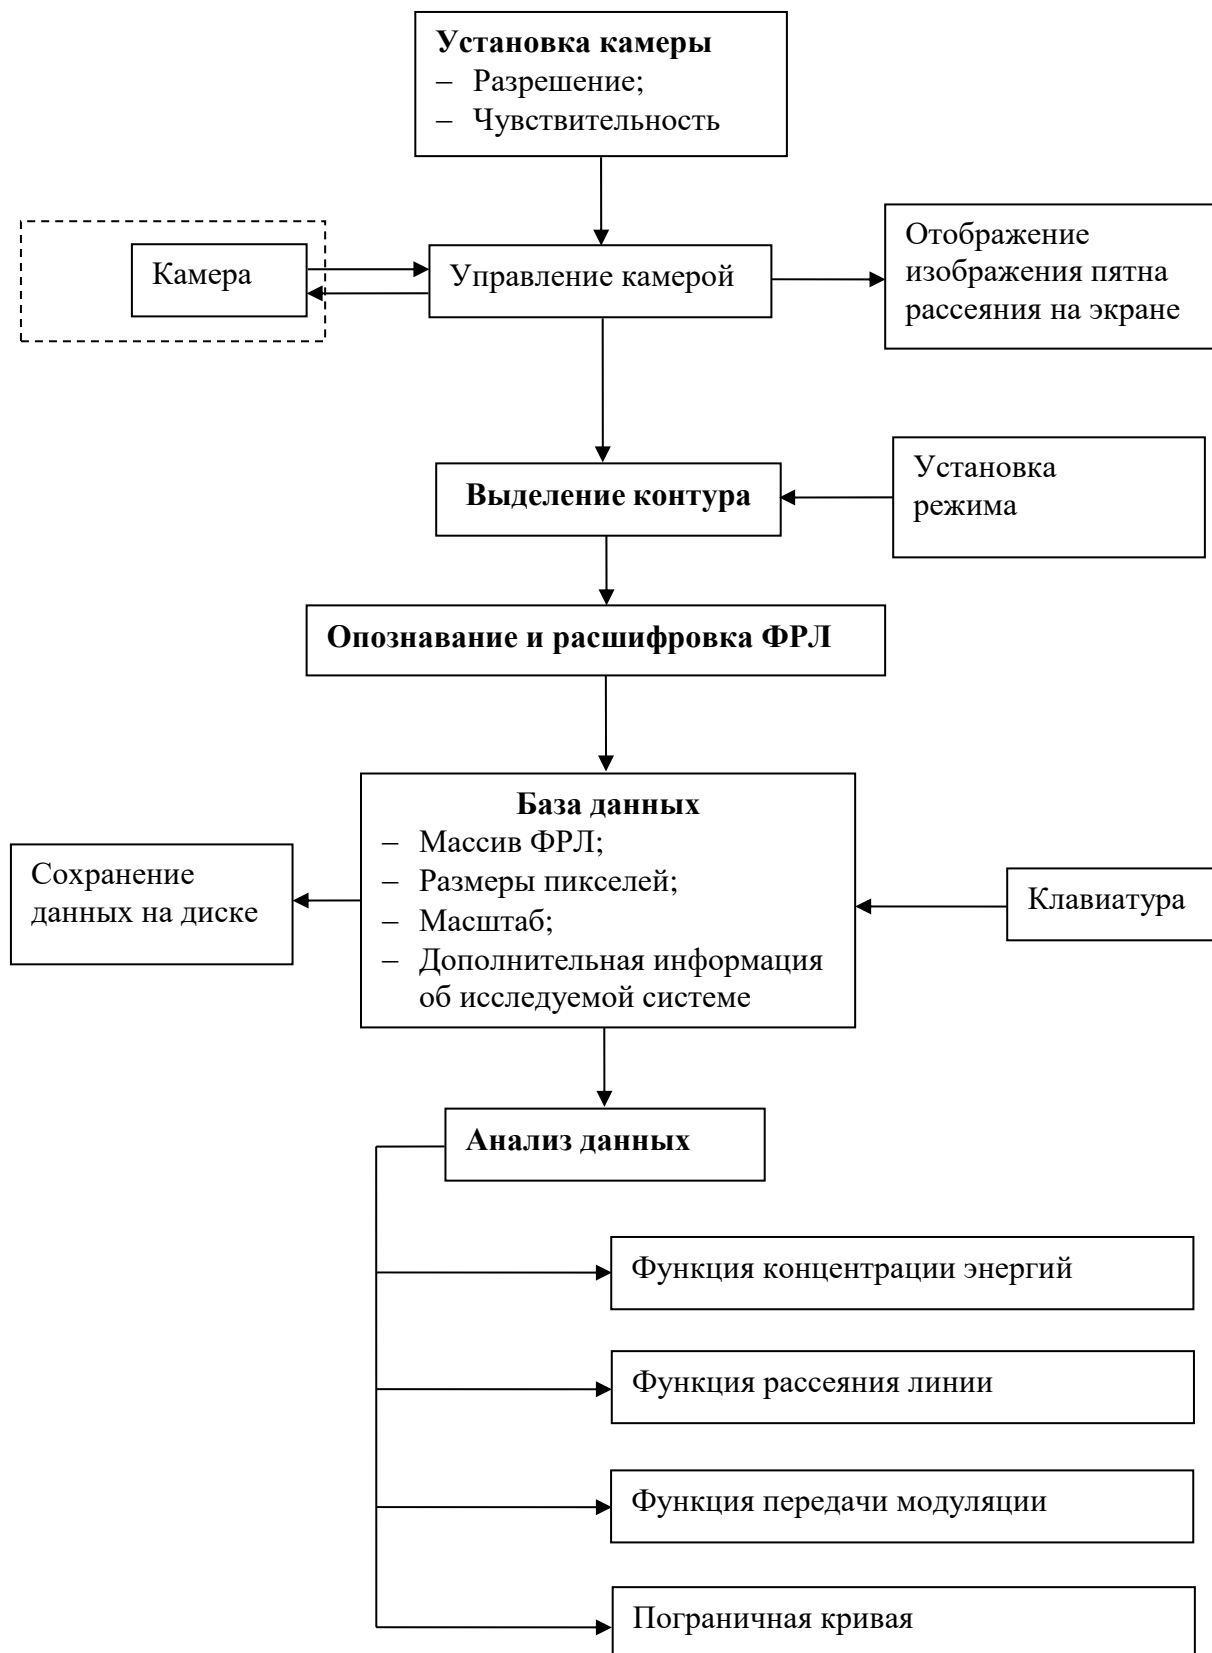 Установка камеры
– Разрешение;
– Чувствительность
Камера
Управление камерой
Отображение
изображения пятна
рассеяния на экране
Выделение контура
Установка
режима
Опознавание и расшифровка ФРЛ
База данных
– Массив ФРЛ;
– Размеры пикселей;
– Масштаб;
– Дополнительная информация
об исследуемой системе
Сохранение
данных на диске
Клавиатура
Анализ данных
Функция концентрации энергий
Функция рассеяния линии
Функция передачи модуляции
Пограничная кривая